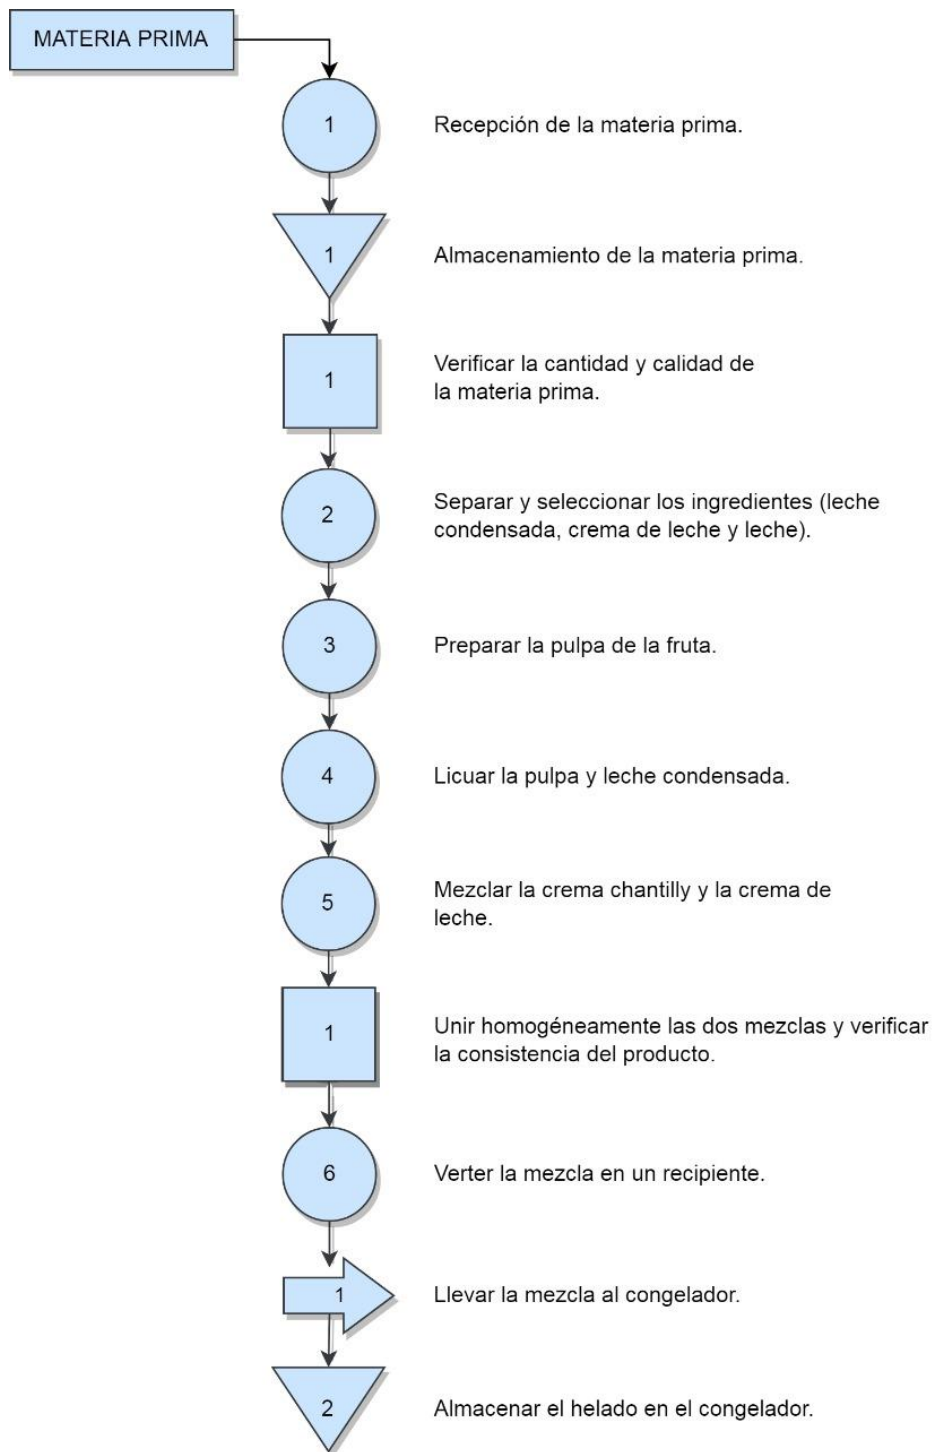 MATERIA PRIMA
1
Recepción de la materia prima.
1
Almacenamiento de la materia prima.
1
Verificar la cantidad y calidad de
la materia prima.
2
Separar y seleccionar los ingredientes (leche
condensada, crema de leche y leche).
3
Preparar la pulpa de la fruta.
4
Licuar la pulpa y leche condensada.
5
Mezclar la crema chantilly y la crema de
leche.
1
Unir homogéneamente las dos mezclas y verificar
la consistencia del producto.
6
Verter la mezcla en un recipiente.
1
Llevar la mezcla al congelador.
2
Almacenar el helado en el congelador.